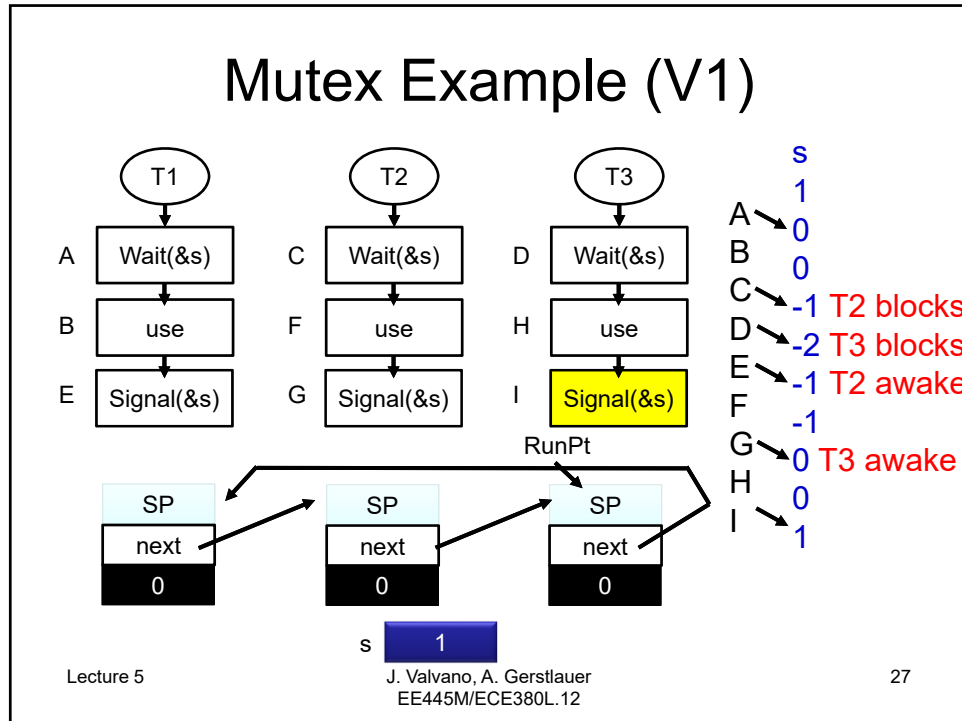 Mutex Example (V1)
T1
T2
T3
A
Wait(&s)
C
Wait(&s)
D
Wait(&s)
B
use
F
use
H
use
E
Signal(&s)
G
Signal(&s)
I
Signal(&s)
s
1
A
0
B
0
C
-1 T2 blocks
D
-2 T3 blocks
E
-1 T2 awake
F
-1
G
0 T3 awake
H
0
I
1
RunPt
SP
SP
SP
next
next
next
0
0
0
s
1
Lecture 5
J. Valvano, A. Gerstlauer
EE445M/ECE380L.12
27